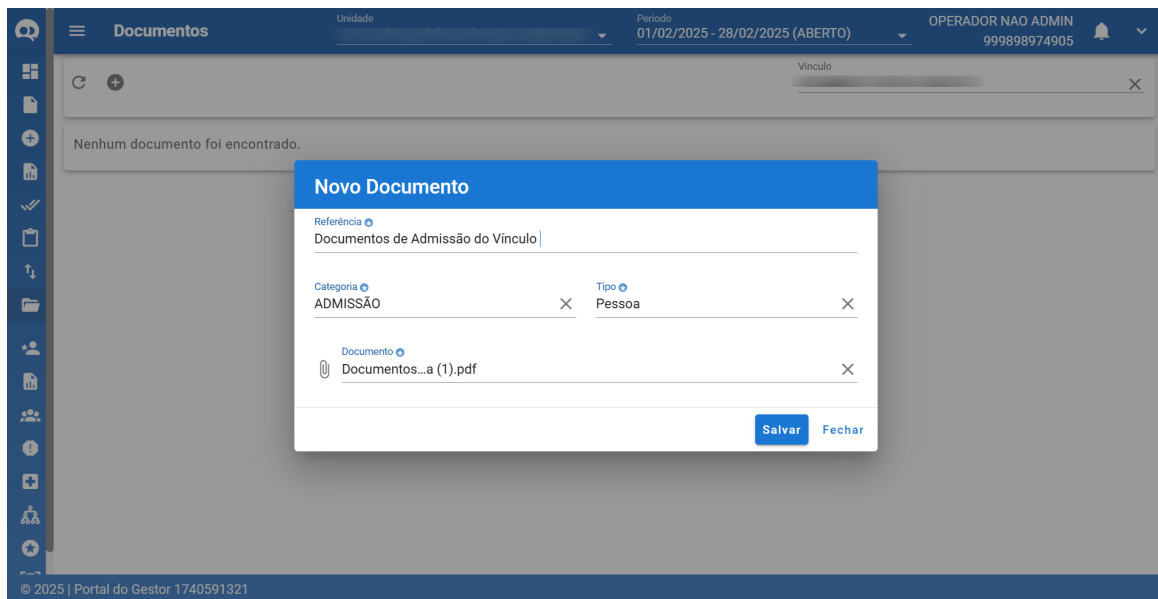 Documentos
Unidade
Periodo
01/02/2025 - 28/02/2025 (ABERTO)
OPERADOR NAO ADMIN
999898974905
Vínculo
Nenhum documento foi encontrado.
Novo Documento
Referência
Documentos de Admissão do Vínculo
Categoria
ADMISSÃO
Tipo
Pessoa
Documento
Documentos...a (1).pdf
Salvar
Fechar
© 2025 | Portal do Gestor 1740591321